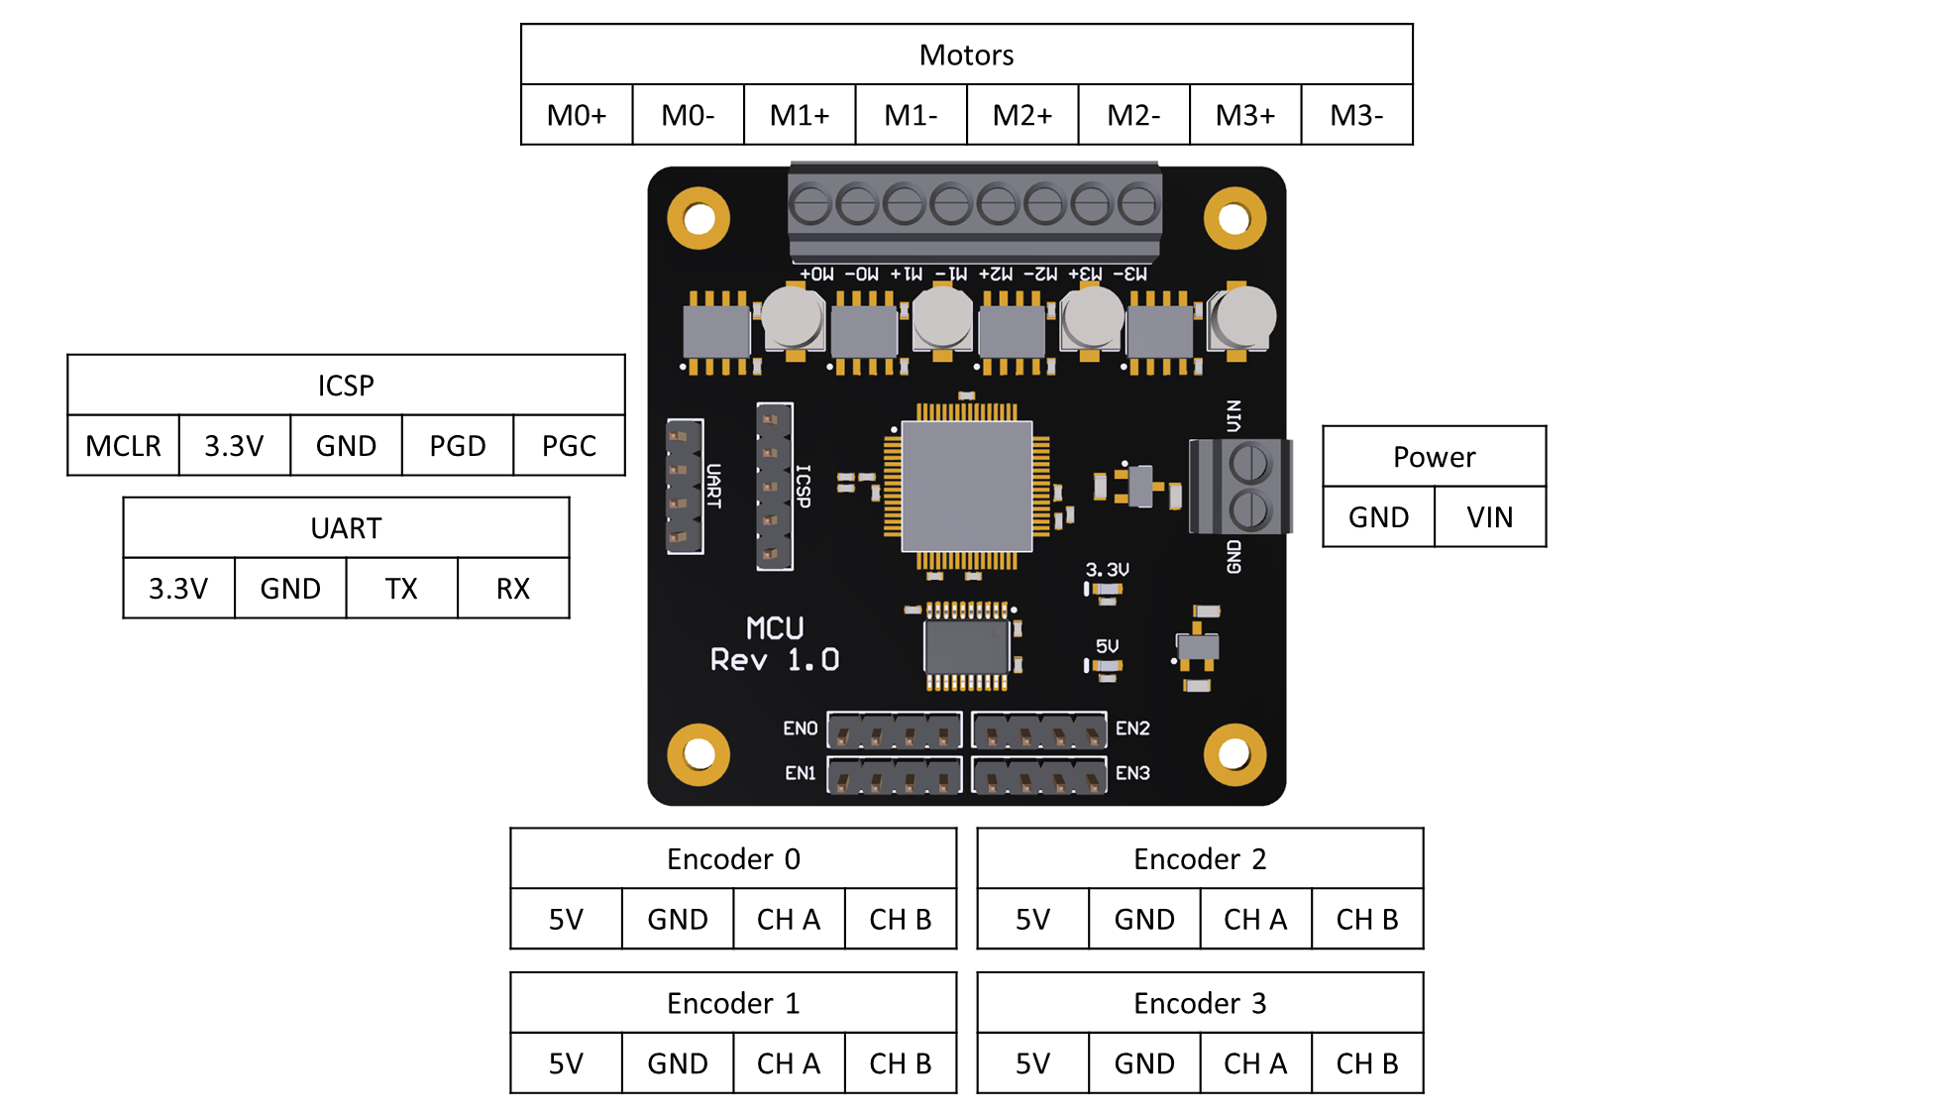 Motors
M0+ M0- M1+ M1- M2+ M2- M3+ M3-
M0+ M0- M1+ M1- M2+ M2- M3+ M3-
ICSP
MCLR 3.3V GND PGD PGC
UART
3.3V GND TX RX
UART
ICSP
VIN
GND
Power
GND VIN
3.3V
5V
MCU
Rev 1.0
EN0
EN2
EN1
EN3
Encoder 0
5V GND CH A CH B
Encoder 2
5V GND CH A CH B
Encoder 1
5V GND CH A CH B
Encoder 3
5V GND CH A CH B